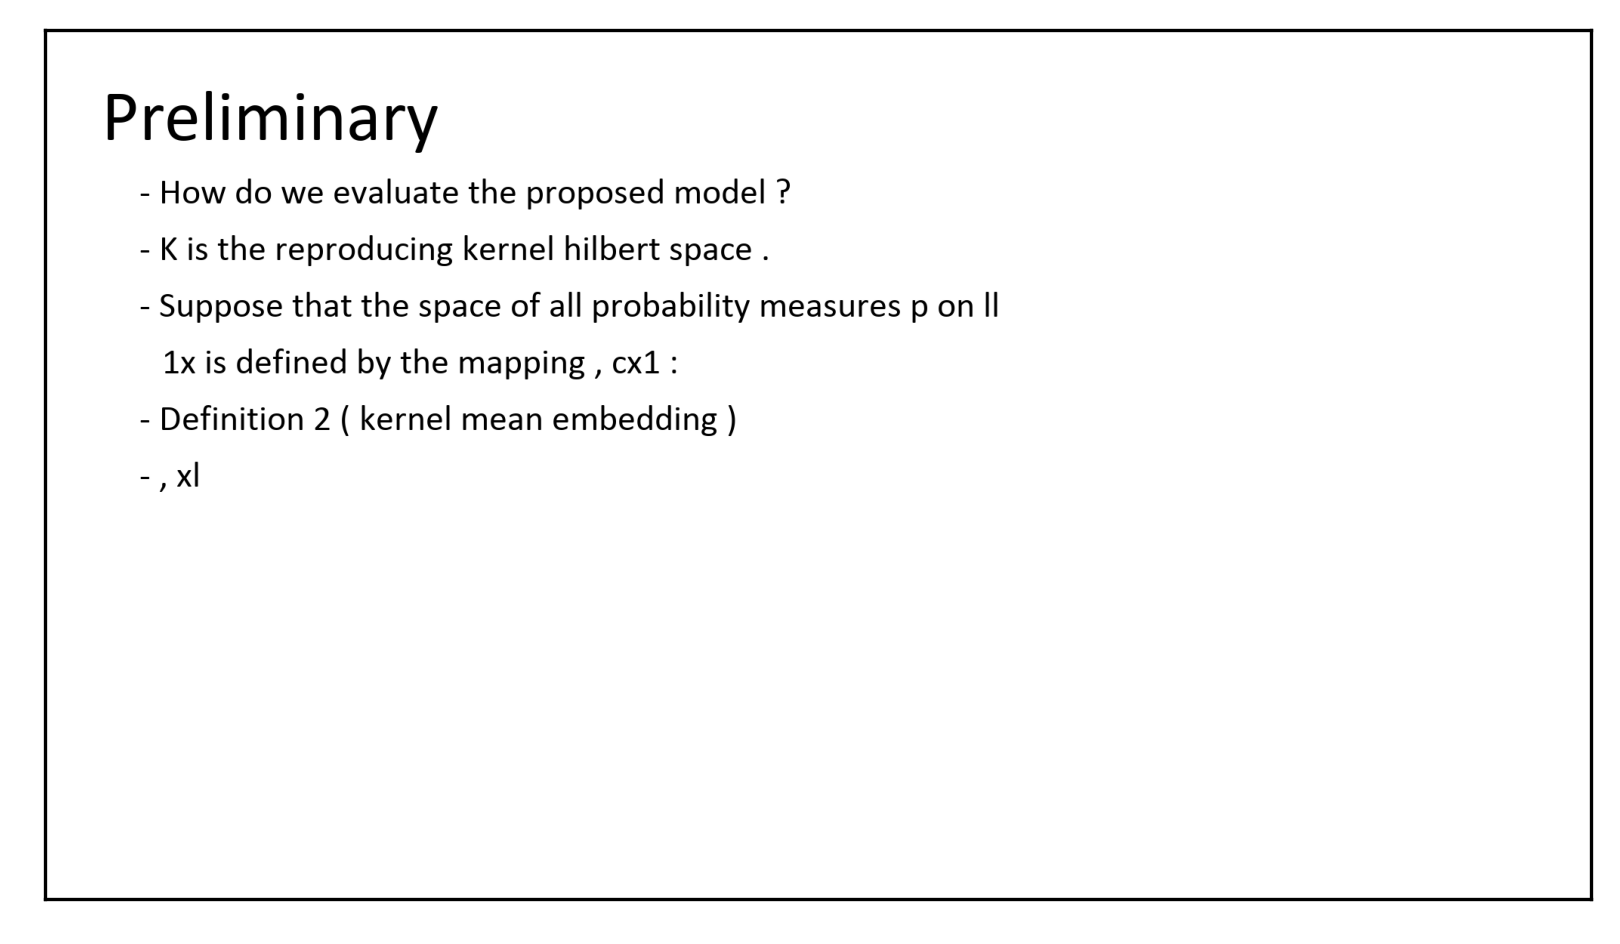 Preliminary
- How do we evaluate the proposed model ?
- K is the reproducing kernel hilbert space .
- Suppose that the space of all probability measures p on ll
1x is defined by the mapping , cx1 :
- Definition 2 ( kernel mean embedding )
- , xl